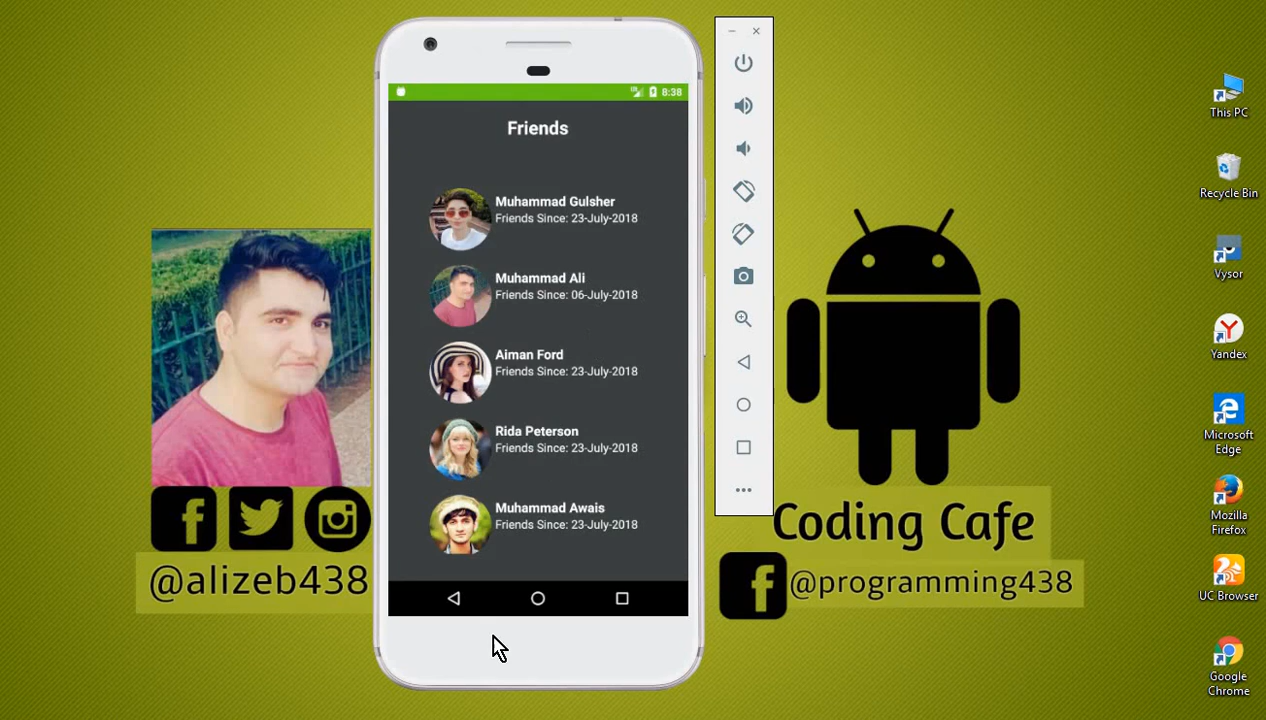 8:38
Friends
Muhammad Gulsher
Friends Since: 23-July-2018
Muhammad Ali
Friends Since: 06-July-2018
Aiman Ford
Friends Since: 23-July-2018
Rida Peterson
Friends Since: 23-July-2018
Muhammad Awais
Friends Since: 23-July-2018
@alizeb438
Coding Cafe
@programming438
This PC
Recycle Bin
Vysor
Yandex
Microsoft
Edge
Mozilla
Firefox
UC Browser
Google
Chrome